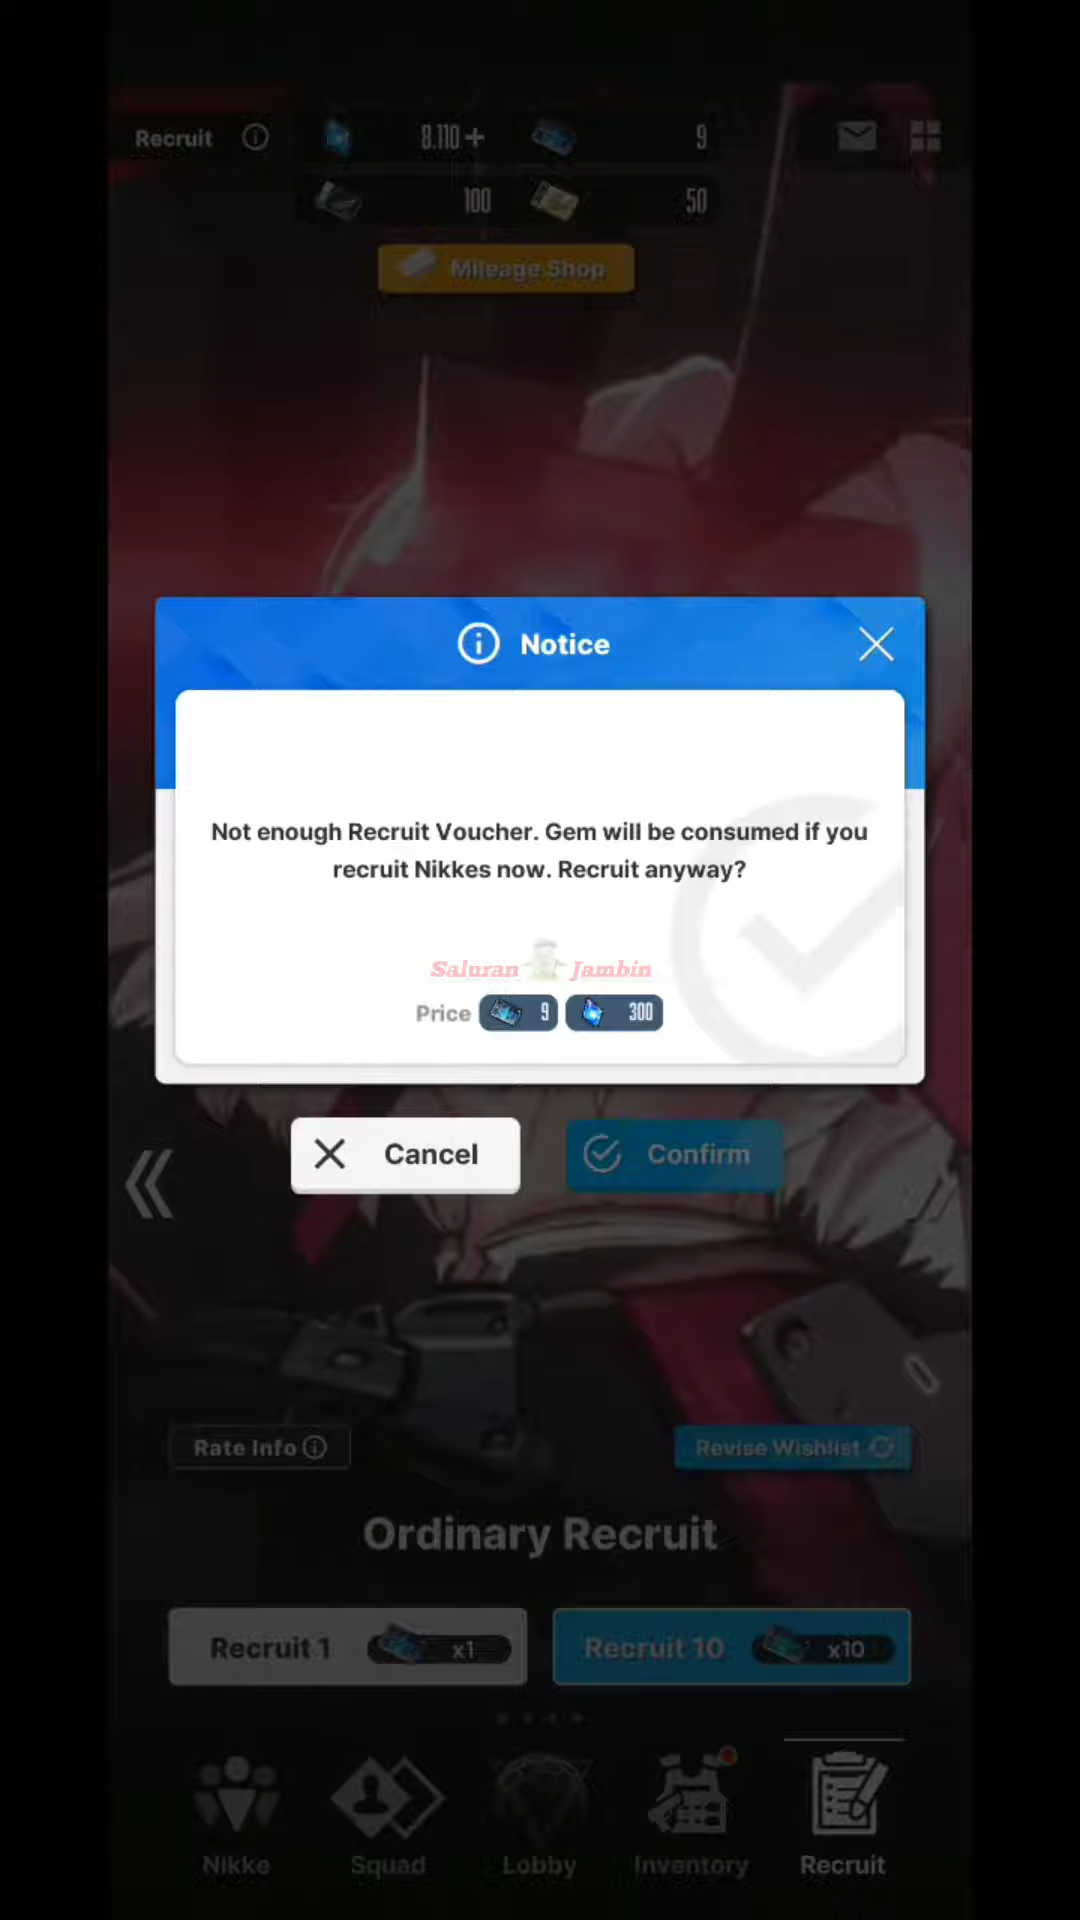 Recruit
8.110 +
9
100
50
Mileage Shop
Notice
Not enough Recruit Voucher. Gem will be consumed if you
recruit Nikkes now. Recruit anyway?
Saluran Jambin
Price 9 300
Cancel
Confirm
Rate Info
Revise Wishlist
Ordinary Recruit
Recruit 1 x1
Recruit 10 x10
Nikke
Squad
Lobby
Inventory
Recruit